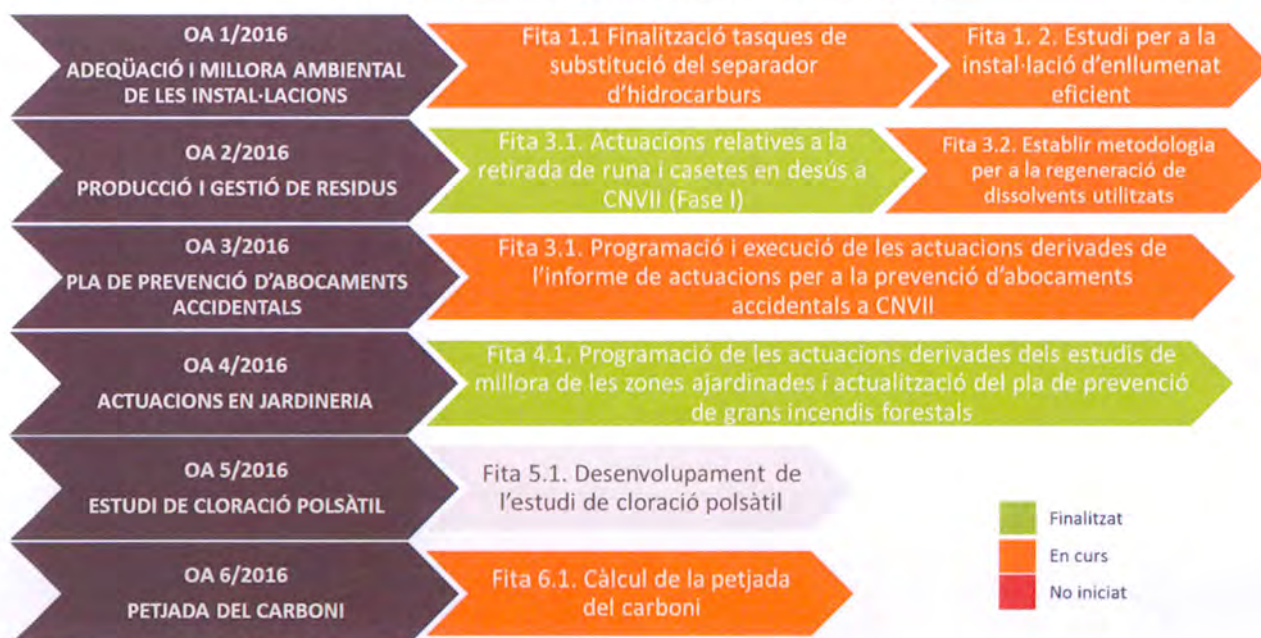 OA 1/2016
ADEQÜACIÓ I MILLORA AMBIENTAL
DE LES INSTAL·LACIONS
Fita 1.1 Finalització tasques de
substitució del separador
d'hidrocarburs
Fita 1. 2. Estudi per a la
instal·lació d'enllumenat
eficient
OA 2/2016
PRODUCCIÓ I GESTIÓ DE RESIDUS
Fita 3.1. Actuacions relatives a la
retirada de runa i casetes en desús a
CNVII (Fase I)
Fita 3.2. Establir metodologia
per a la regeneració de
dissolvents utilitzats
OA 3/2016
PLA DE PREVENCIÓ D'ABOCAMENTS
ACCIDENTALS
Fita 3.1. Programació i execució de les actuacions derivades de
l'informe de actuacions per a la prevenció d'abocaments
accidentals a CNVII
OA 4/2016
ACTUACIONS EN JARDINERIA
Fita 4.1. Programació de les actuacions derivades dels estudis de
millora de les zones ajardinades i actualització del pla de prevenció
de grans incendis forestals
OA 5/2016
ESTUDI DE CLORACIÓ POLSÀTIL
Fita 5.1. Desenvolupament de
l'estudi de cloració polsàtil
OA 6/2016
PETJADA DEL CARBONI
Fita 6.1. Càlcul de la petjada
del carboni
Finalitzat
En curs
No iniciat